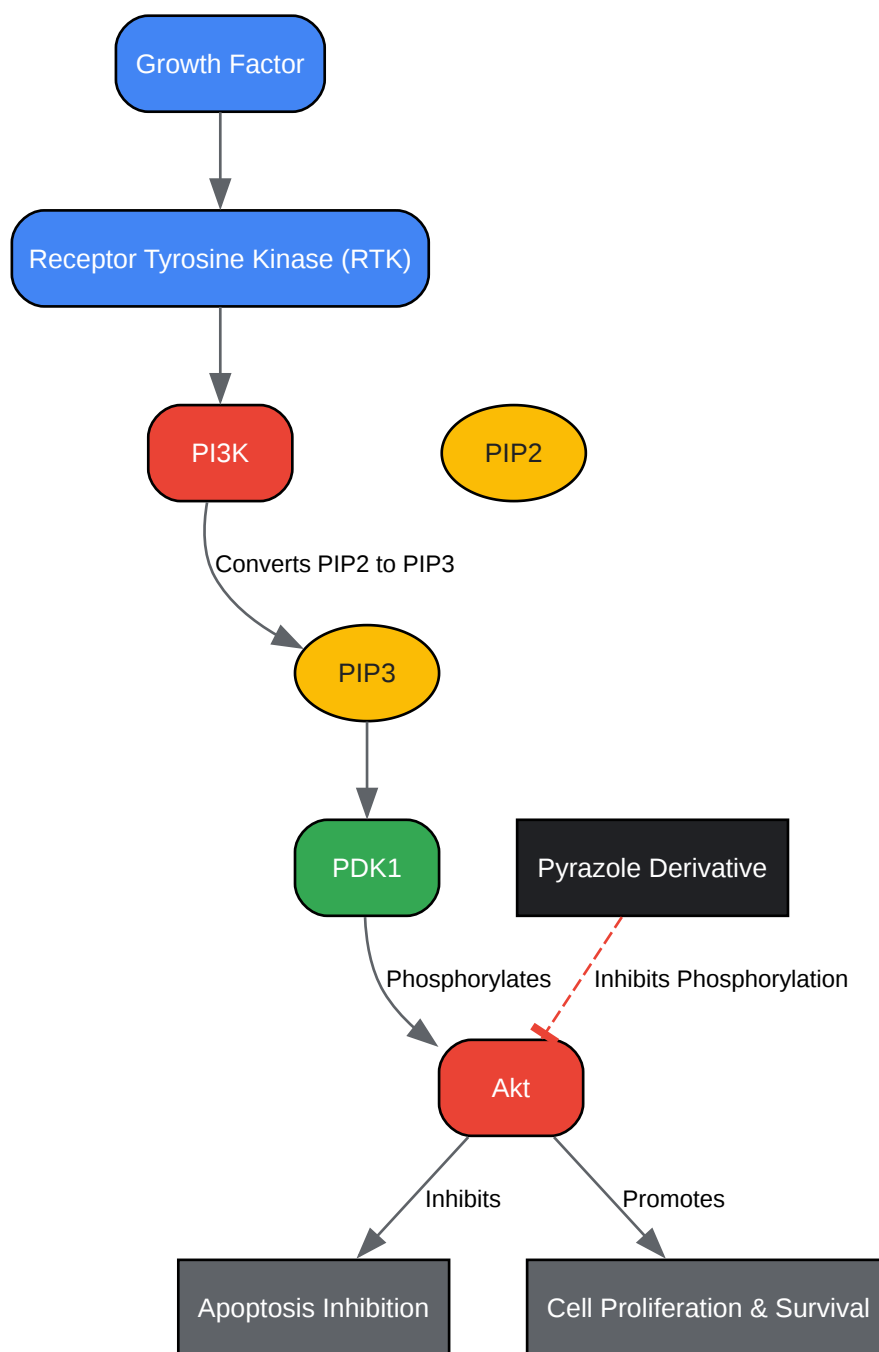 Growth Factor
Receptor Tyrosine Kinase (RTK)
PI3K
PIP2
Converts PIP2 to PIP3
PIP3
PDK1
Pyrazole Derivative
Phosphorylates
Inhibits Phosphorylation
Akt
Inhibits
Promotes
Apoptosis Inhibition
Cell Proliferation & Survival